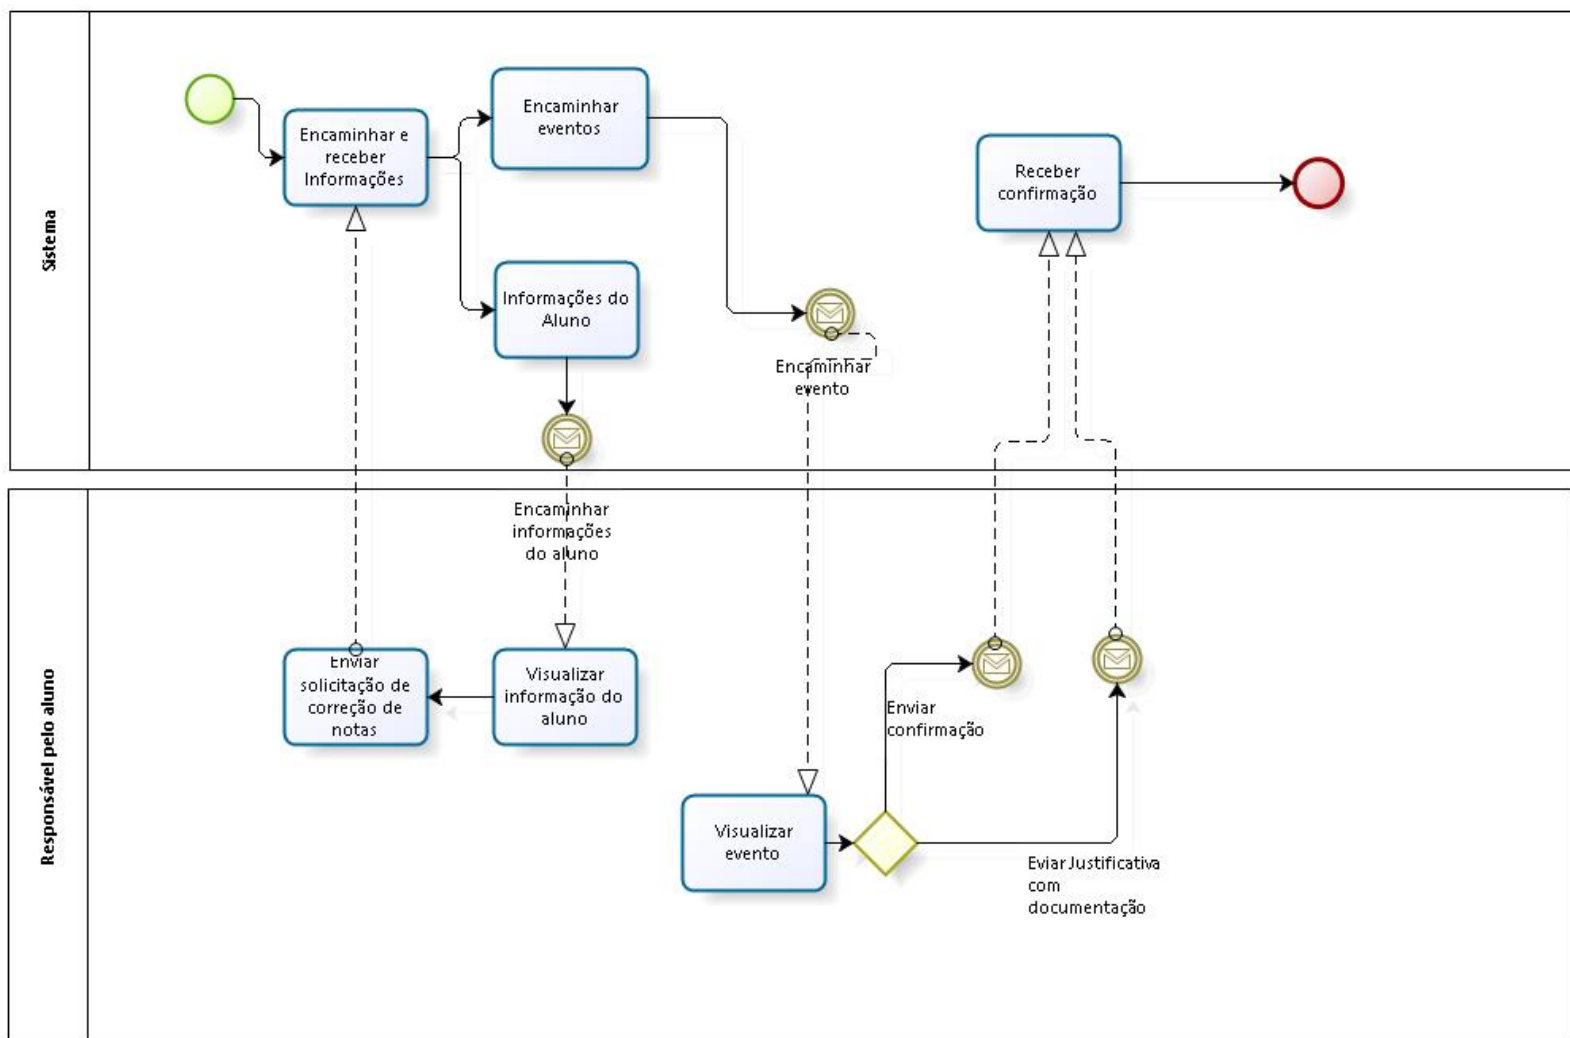 Sistema
Encaminhar e
receber
Informações
Encaminhar
eventos
Informações do
Aluno
Receber
confirmação
Encaminhar
evento
Responsável pelo aluno
Encaminhar
informações
do aluno
Enviar
solicitação de
correção de
notas
Visualizar
informação do
aluno
Enviar
confirmação
Visualizar
evento
Eviar Justificativa
com
documentação